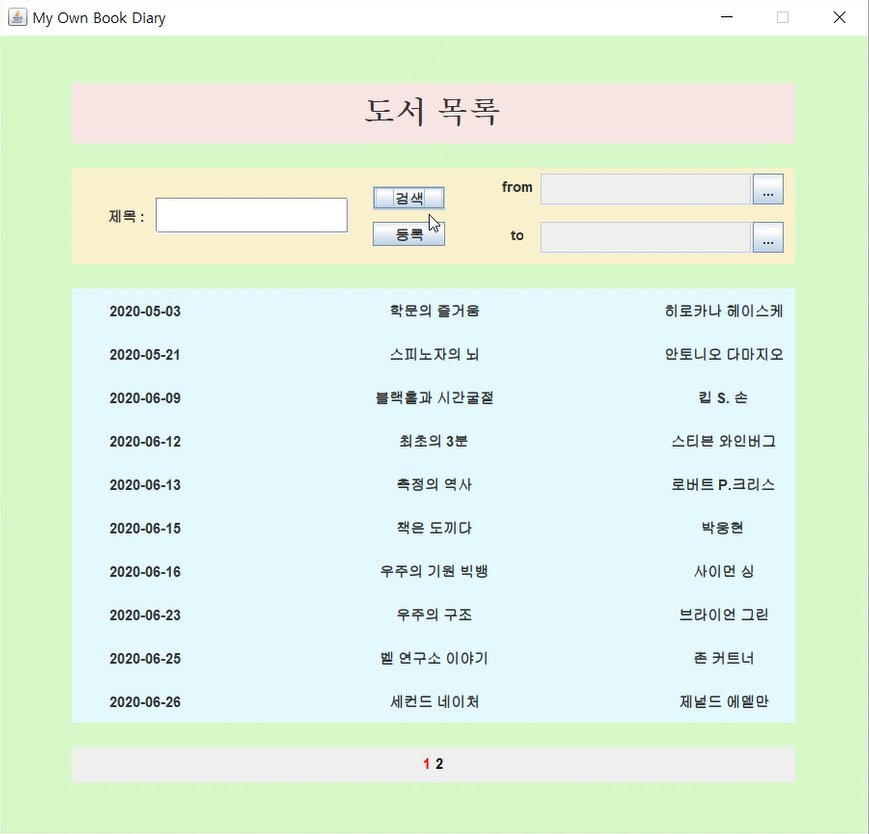 My Own Book Diary
도서 목록
제목 :
검색
등록
from
...
to
...
2020-05-03 학문의 즐거움 히로카나 헤이스케
2020-05-21 스피노자의 뇌 안토니오 다마지오
2020-06-09 블랙홀과 시간굴절 킵 S. 손
2020-06-12 최초의 3분 스티븐 와인버그
2020-06-13 측정의 역사 로버트 P.크리스
2020-06-15 책은 도끼다 박웅현
2020-06-16 우주의 기원 빅뱅 사이먼 싱
2020-06-23 우주의 구조 브라이언 그린
2020-06-25 벨 연구소 이야기 존 커트너
2020-06-26 세컨드 네이처 제널드 에델만
1 2